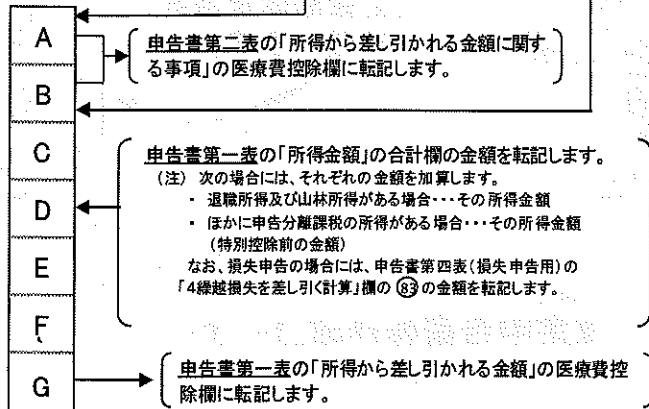 A
申告書第二表の「所得から差し引かれる金額に関す
る事項」の医療費控除欄に転記します。
B
C
申告書第一表の「所得金額」の合計欄の金額を転記します。
(注) 次の場合には、それぞれの金額を加算します。
・ 退職所得及び山林所得がある場合・・・その所得金額
D
・ ほかに申告分離課税の所得がある場合・・・その所得金額
(特別控除前の金額)
E
なお、損失申告の場合には、申告書第四表(損失申告用)の
「4繰越損失を差し引く計算」欄の 83 の金額を転記します。
F
申告書第一表の「所得から差し引かれる金額」の医療費控
G
除欄に転記します。